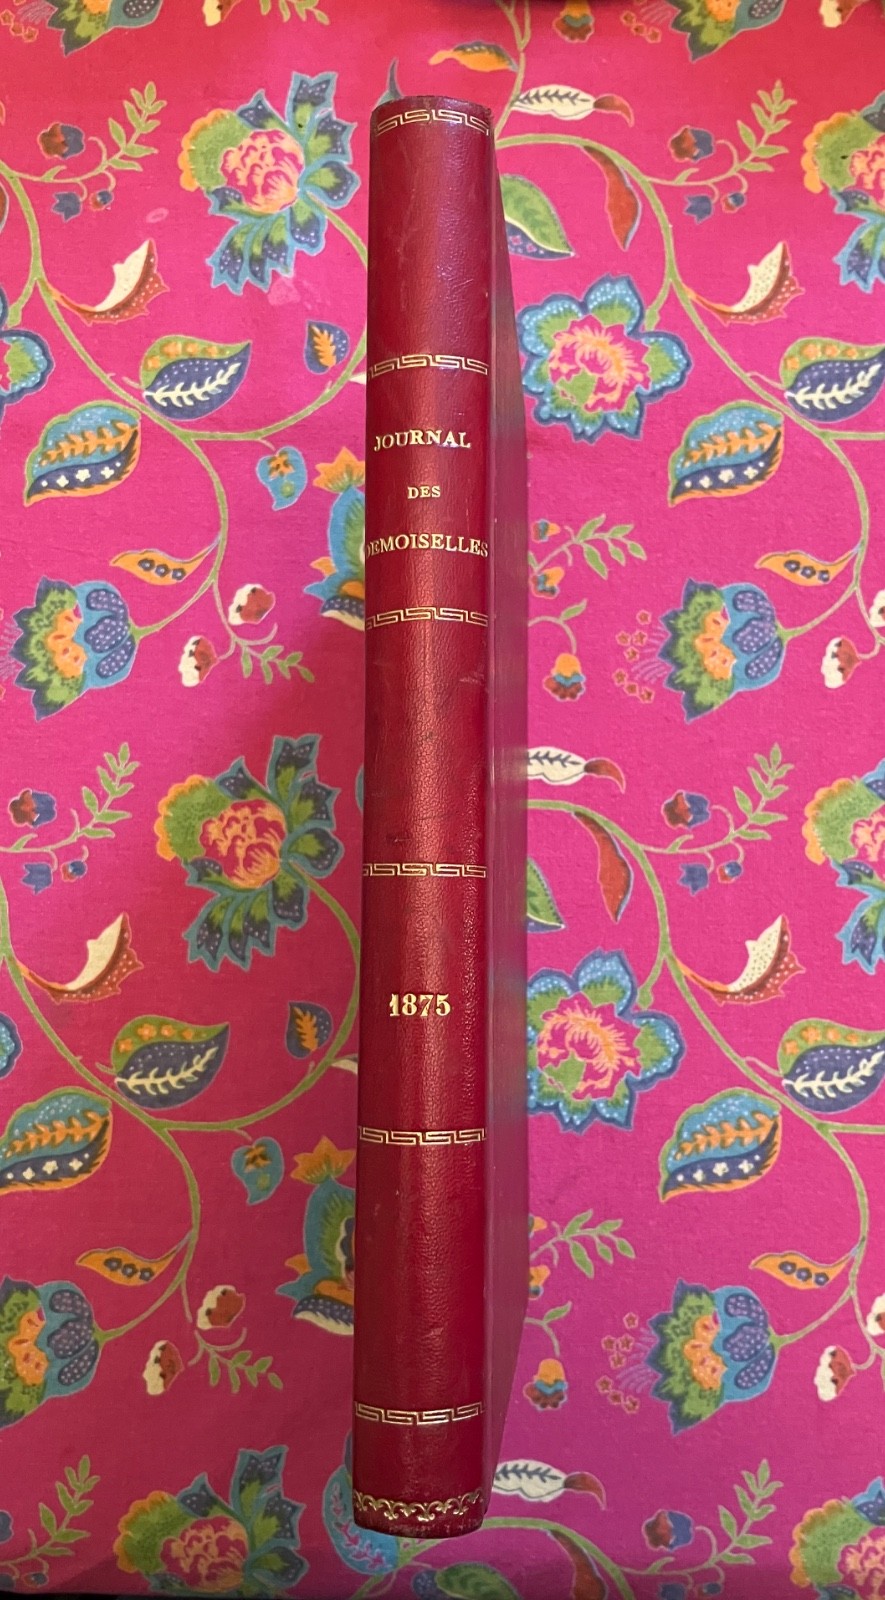 JOURNAL
DES
DEMOISELLES
1875